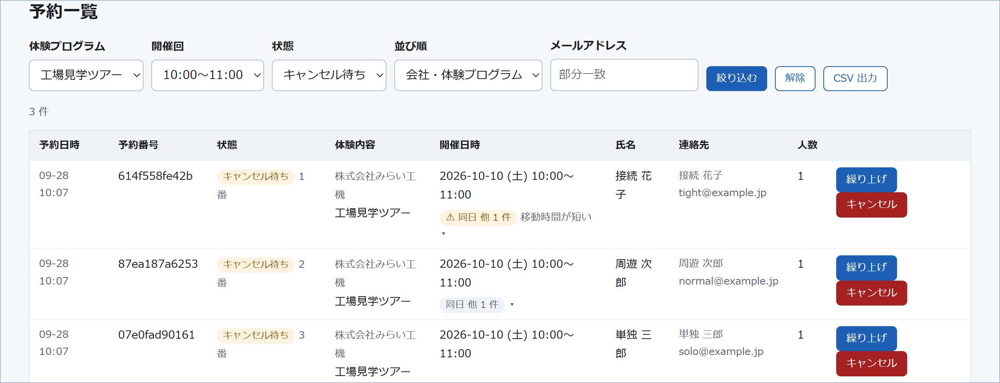 予約一覧
体験プログラム 開催回 状態 並び順 メールアドレス
工場見学ツアー 10:00～11:00 キャンセル待ち 会社・体験プログラム 部分一致 絞り込む 解除 CSV 出力
3 件
予約日時 予約番号 状態 体験内容 開催日時 氏名 連絡先 人数
09-28 614f558fe42b キャンセル待ち 1 株式会社みらい工 2026-10-10 (土) 10:00～ 接続 花 接続 花子 1 繰り上げ
10:07 番 機 11:00 子 tight@example.jp キャンセル
工場見学ツアー ⚠ 同日 他 1 件 移動時間が短い
▾
09-28 87ea187a6253 キャンセル待ち 2 株式会社みらい工 2026-10-10 (土) 10:00～ 周遊 次 周遊 次郎 1 繰り上げ
10:07 番 機 11:00 郎 normal@example.jp キャンセル
工場見学ツアー 同日 他 1 件 ▾
09-28 07e0fad90161 キャンセル待ち 3 株式会社みらい工 2026-10-10 (土) 10:00～ 単独 三 単独 三郎 1 繰り上げ
10:07 番 機 11:00 郎 solo@example.jp キャンセル
工場見学ツアー